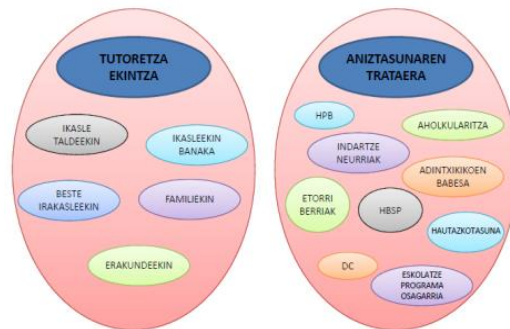 TUTORETZA
EKINTZA
IKASLE
TALDEEKIN
IKASLEEKIN
BANAKA
BESTE
IRAKASLEEKIN
FAMILIEKIN
ERAKUNDEEKIN
ANIZTASUNAREN
TRATAERA
HPB
AHOLKULARITZA
INDARTZE
NEURRIAK
ADINTXIKIKOEN
BABESA
ETORRI
BERRIAK
HBSP
HAUTAZKOTASUNA
DC
ESKOLATZE
PROGRAMA
OSAGARRIA